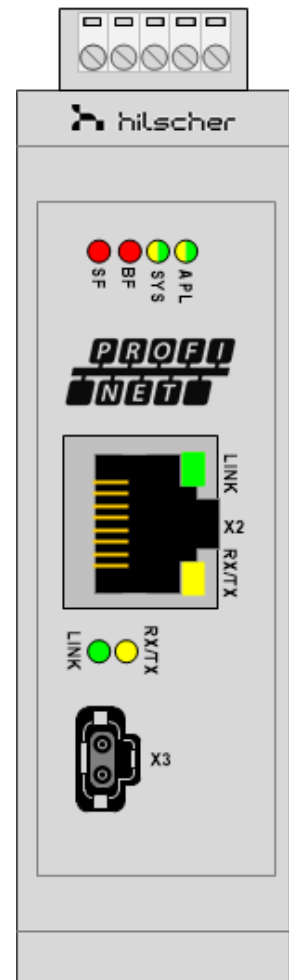 hilscher
SF BF SYS APL
PROFI
NET
LINK
X2
RX/TX
LINK RX/TX
X3